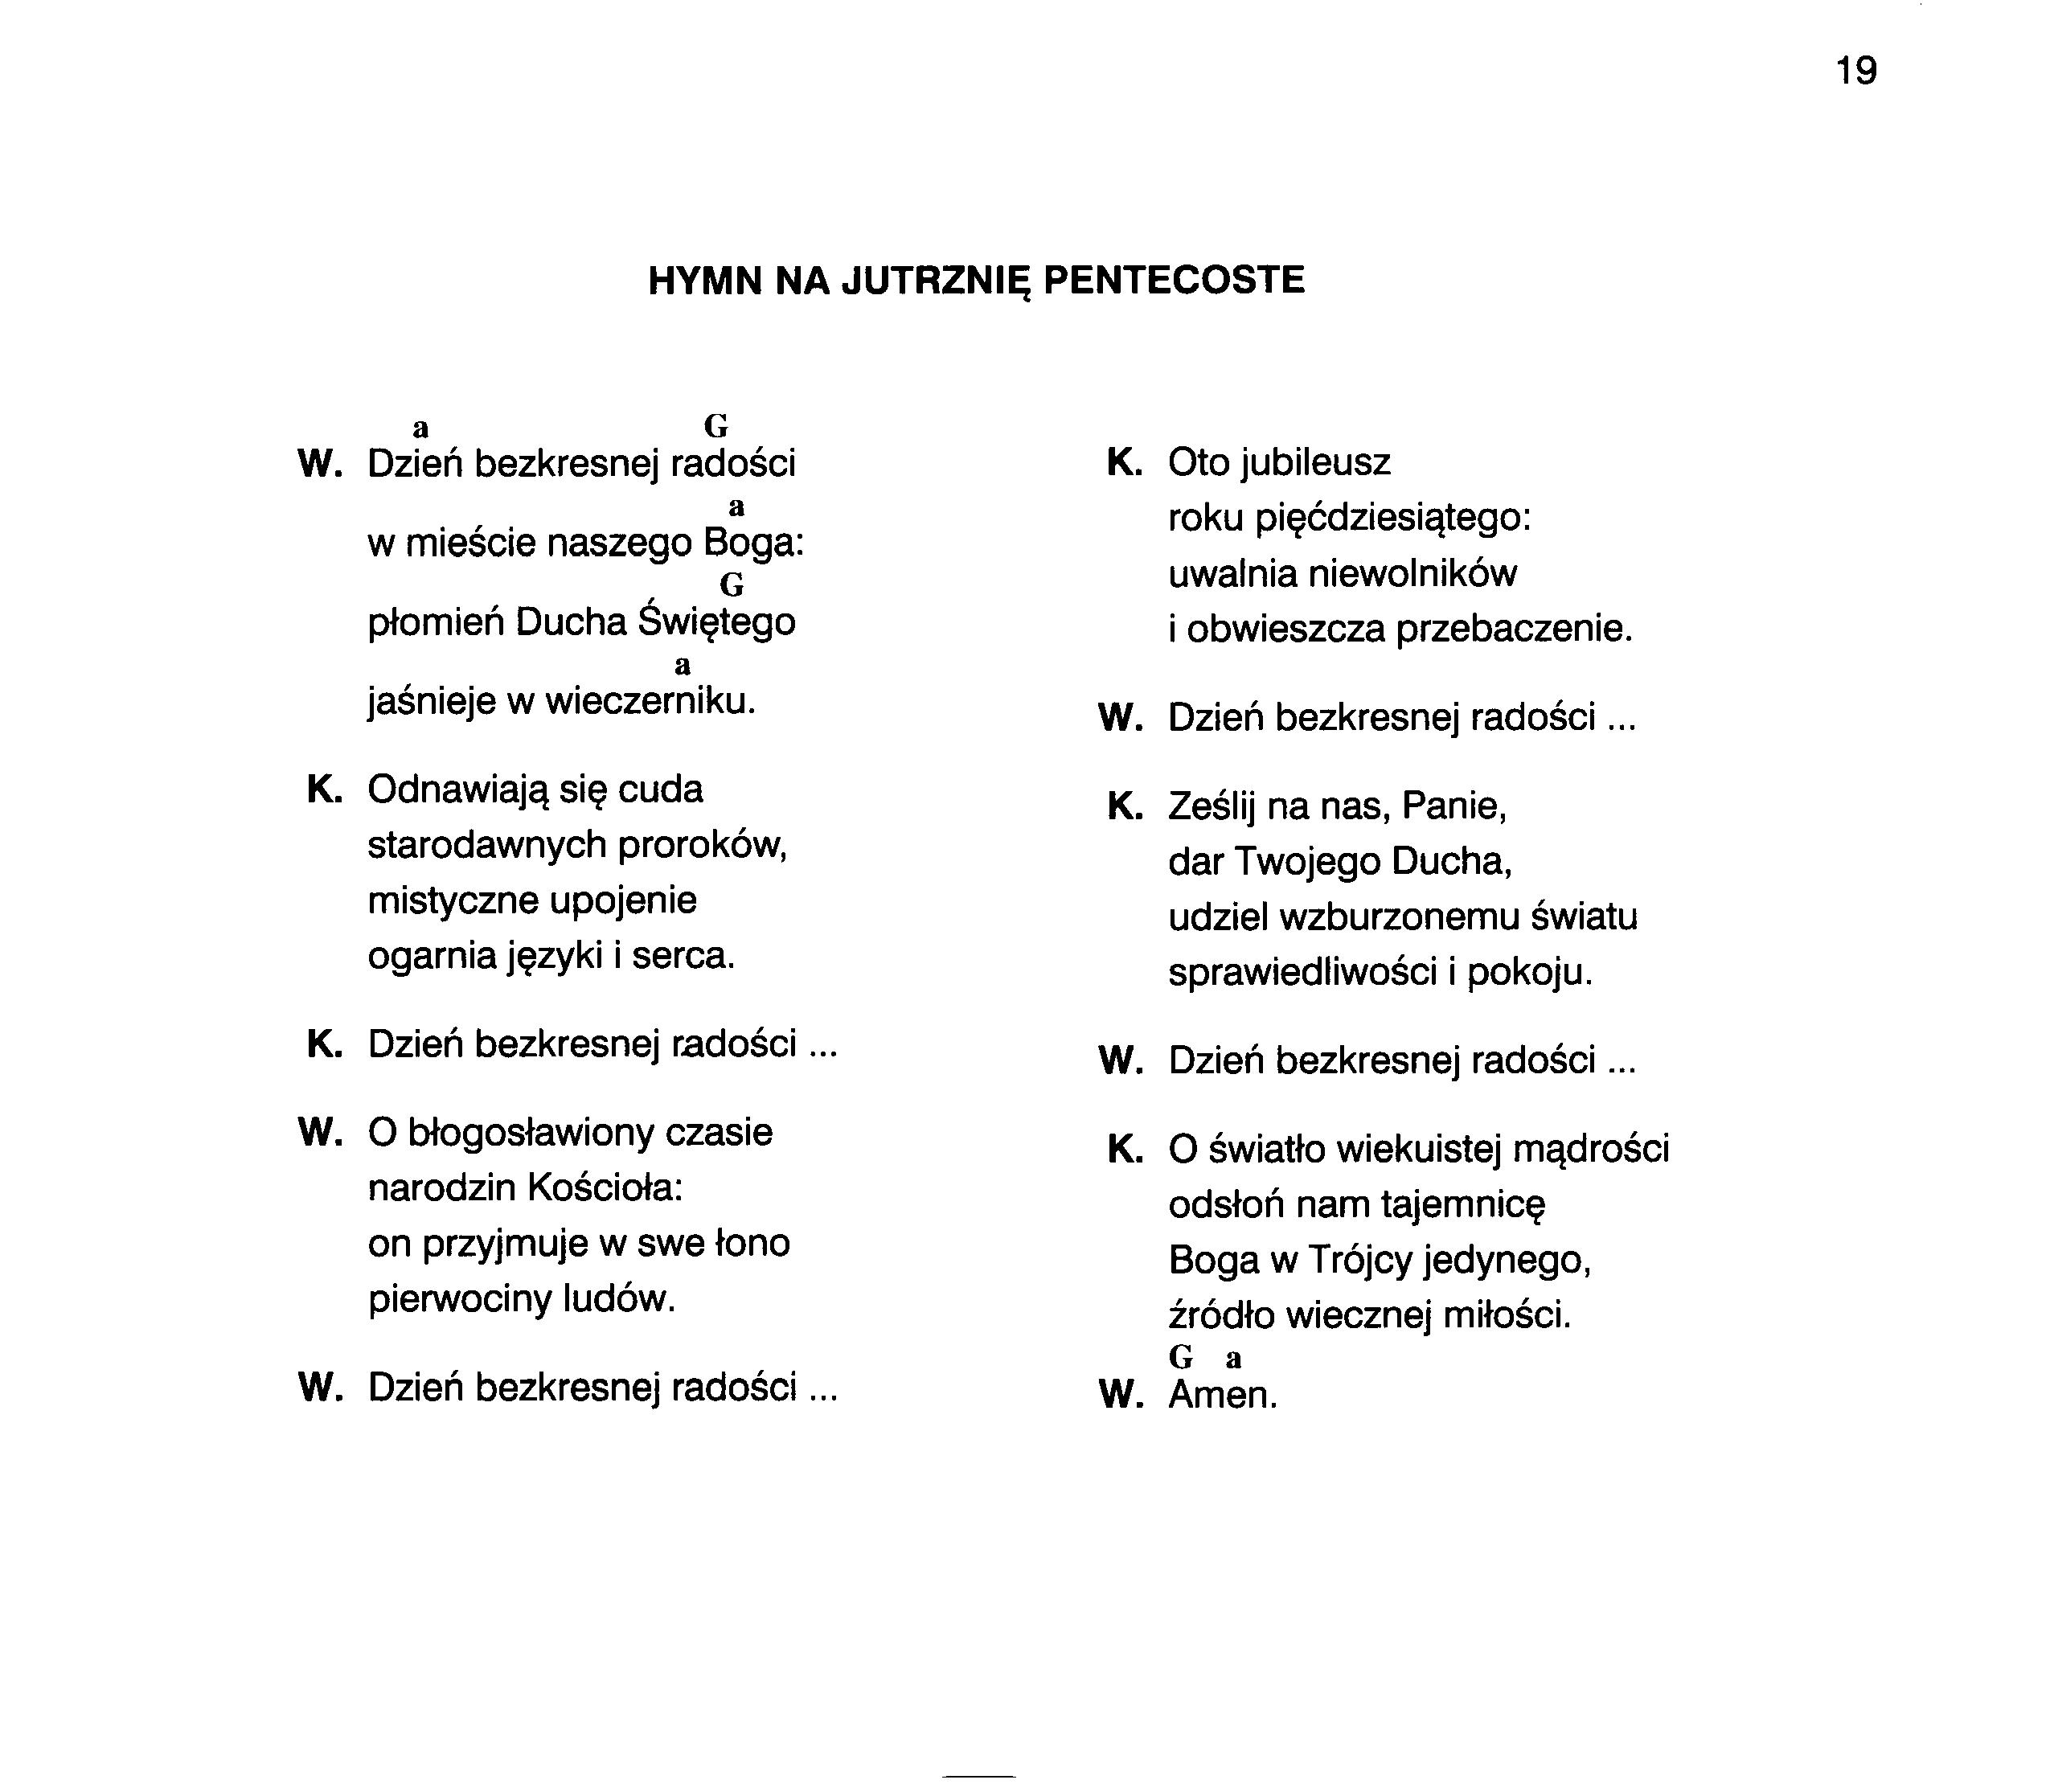 19
HYMN NA JUTRZNIĘ PENTECOSTE
a G
W. Dzień bezkresnej radości
a
w mieście naszego Boga:
G
płomień Ducha Świętego
a
jaśnieje w wieczerniku.
K. Odnawiają się cuda
starodawnych proroków,
mistyczne upojenie
ogarnia języki i serca.
K. Dzień bezkresnej radości ...
W. O błogosławiony czasie
narodzin Kościoła:
on przyjmuje w swe łono
pierwociny ludów.
W. Dzień bezkresnej radości ...
K. Oto jubileusz
roku pięćdziesiątego:
uwalnia niewolników
i obwieszcza przebaczenie.
W. Dzień bezkresnej radości ...
K. Ześlij na nas, Panie,
dar Twojego Ducha,
udziel wzburzonemu światu
sprawiedliwości i pokoju.
W. Dzień bezkresnej radości ...
K. O światło wiekuistej mądrości
odsłoń nam tajemnicę
Boga w Trójcy jedynego,
źródło wiecznej miłości.
G a
W. Amen.